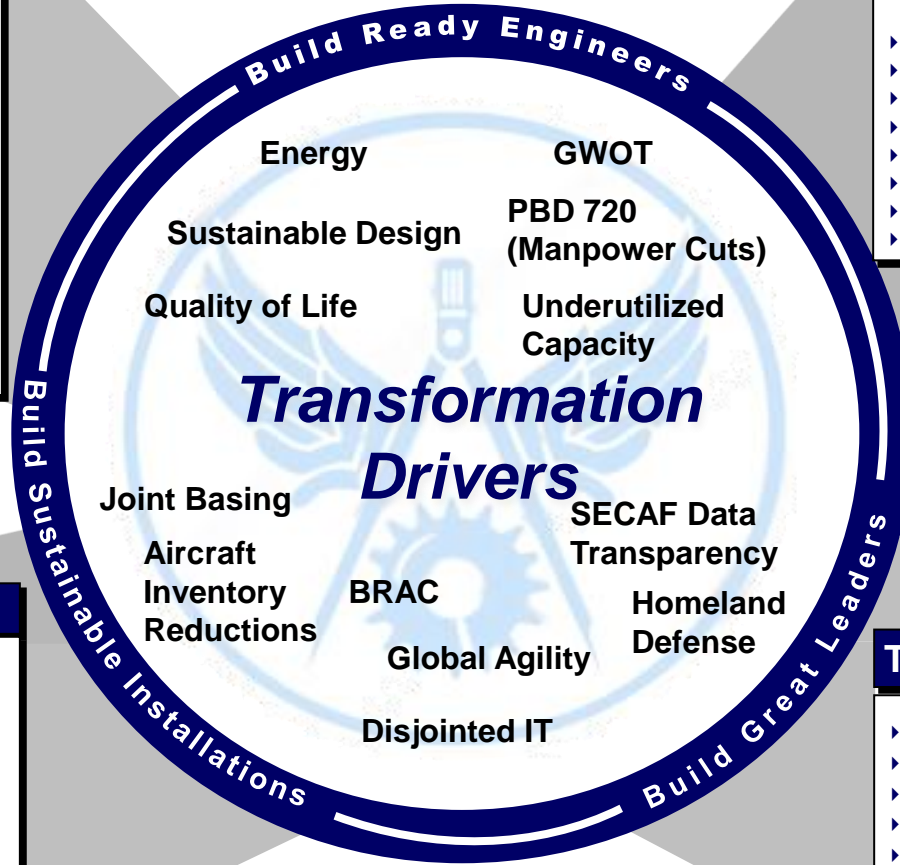 Build Ready Engineers
Energy
GWOT
Sustainable Design
PBD 720
(Manpower Cuts)
Quality of Life
Underutilized
Capacity
Transformation
Drivers
Joint Basing
SECAF Data
Transparency
Aircraft
Inventory
Reductions
BRAC
Homeland
Defense
Global Agility
Disjointed IT
Build Sustainable Installations
Build Great Leaders
T